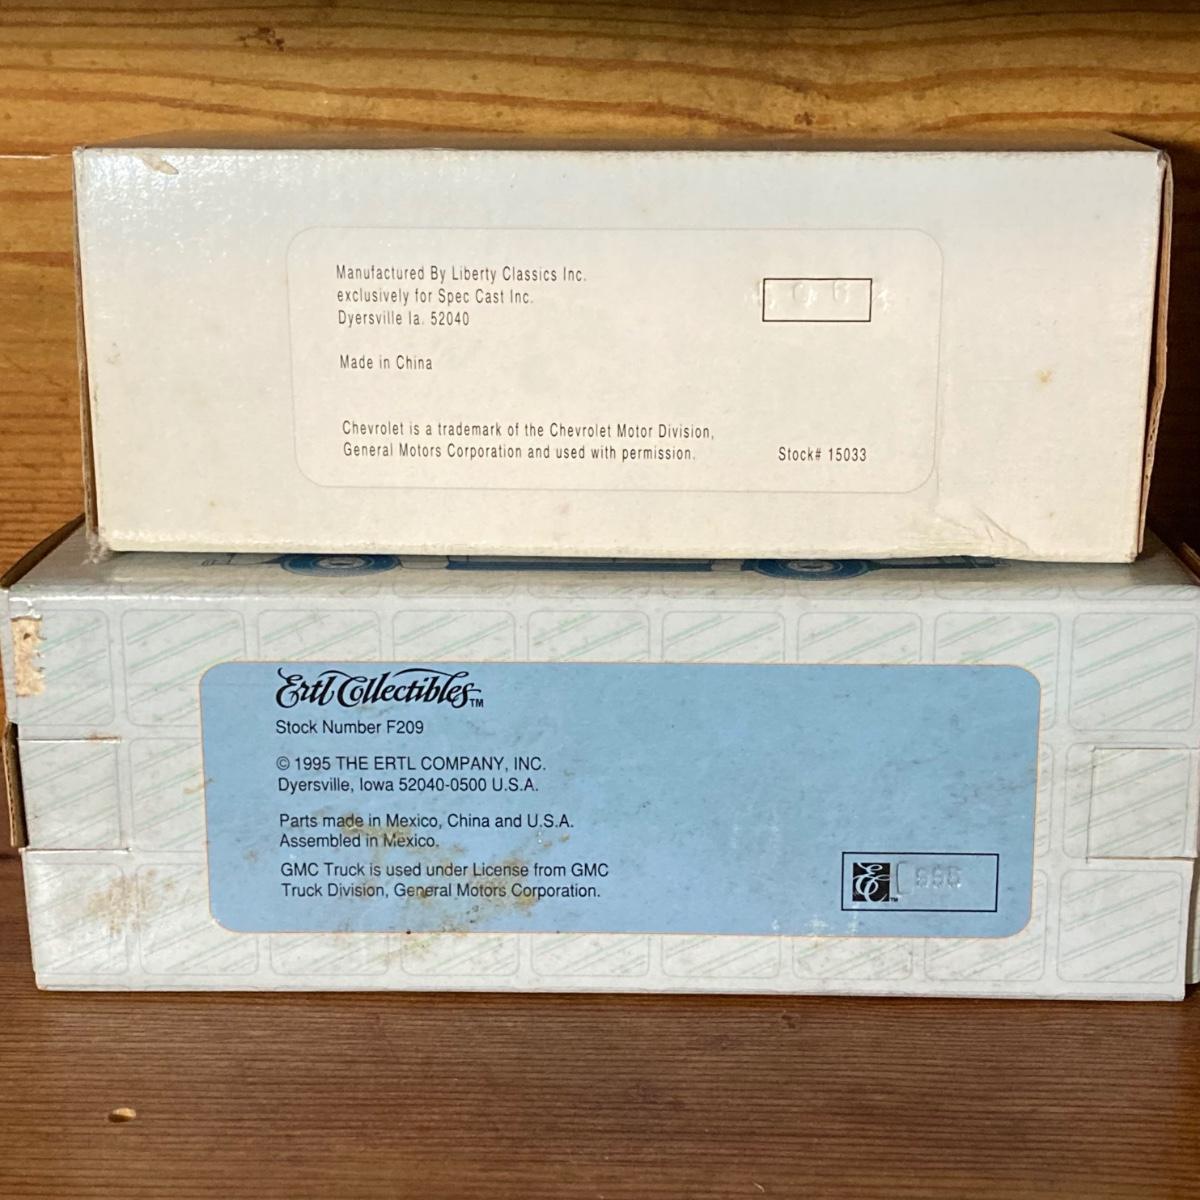 Manufactured By Liberty Classics Inc.
exclusively for Spec Cast Inc.
Dyersville Ia. 52040
Made in China
Chevrolet is a trademark of the Chevrolet Motor Division,
General Motors Corporation and used with permission.
Stock# 15033
Ertl Collectibles™
Stock Number F209
© 1995 THE ERTL COMPANY, INC.
Dyersville, Iowa 52040-0500 U.S.A.
Parts made in Mexico, China and U.S.A.
Assembled in Mexico.
GMC Truck is used under License from GMC
Truck Division, General Motors Corporation.